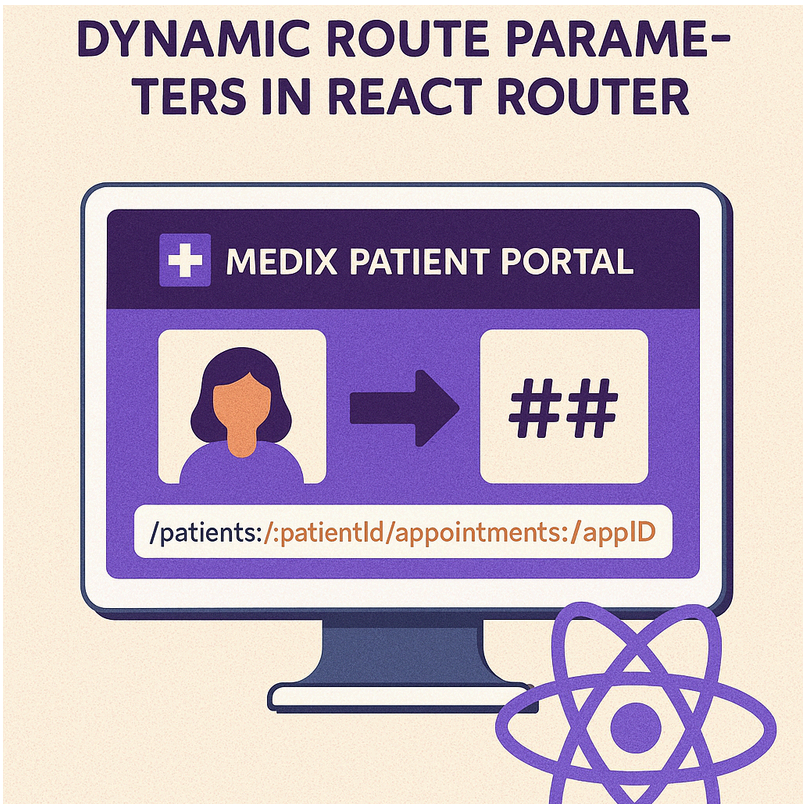 DYNAMIC ROUTE PARAME-
TERS IN REACT ROUTER
MEDIX PATIENT PORTAL
##
/patients:/:patientId/appointments:/appID